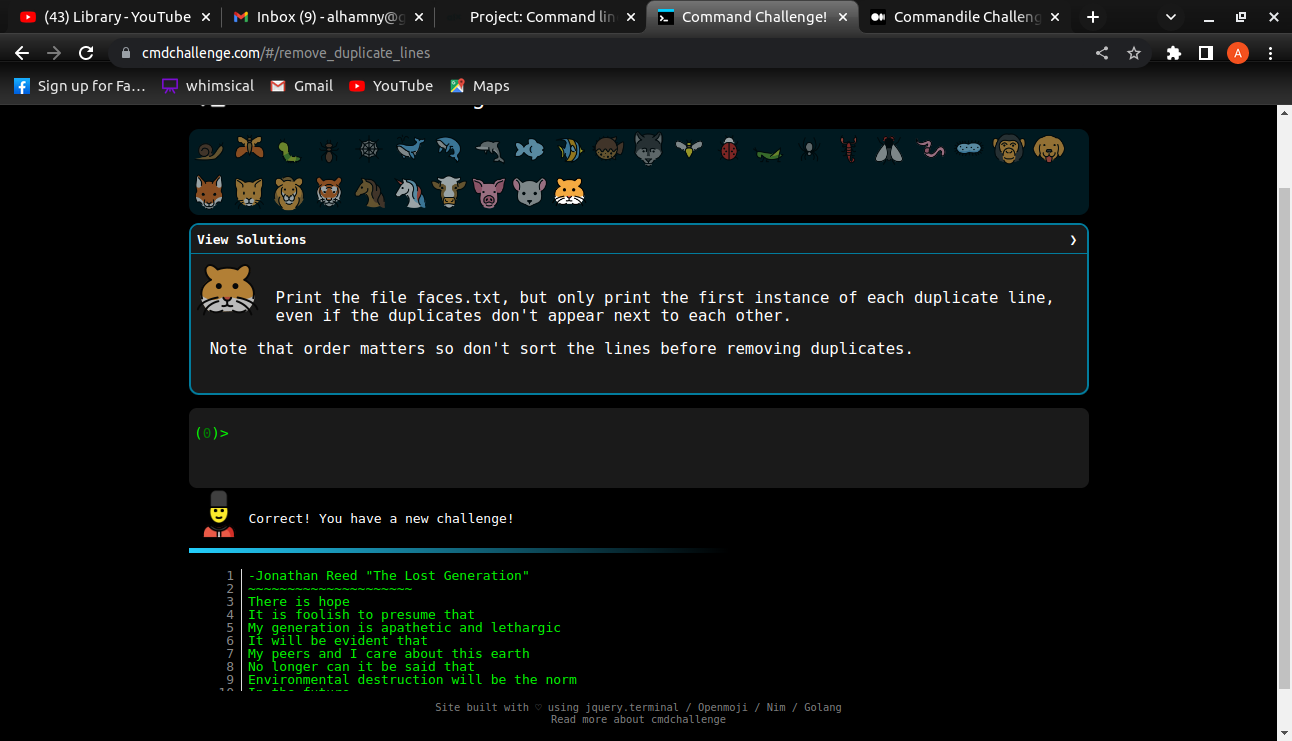 (43) Library - YouTube
Inbox (9) - alhamny@g
Project: Command lin
Command Challenge!
Commandile Challeng
cmdchallenge.com/#/remove_duplicate_lines
A
Sign up for Fa...
whimsical
Gmail
YouTube
Maps
View Solutions
Print the file faces.txt, but only print the first instance of each duplicate line,
even if the duplicates don't appear next to each other.
Note that order matters so don't sort the lines before removing duplicates.
(0)>
Correct! You have a new challenge!
1 -Jonathan Reed "The Lost Generation"
2 ~~~~~~~~~~~~~~~~~~~~~
3 There is hope
4 It is foolish to presume that
5 My generation is apathetic and lethargic
6 It will be evident that
7 My peers and I care about this earth
8 No longer can it be said that
9 Environmental destruction will be the norm
10 In the future
Site built with ♡ using jquery.terminal / Openmoji / Nim / Golang
Read more about cmdchallenge